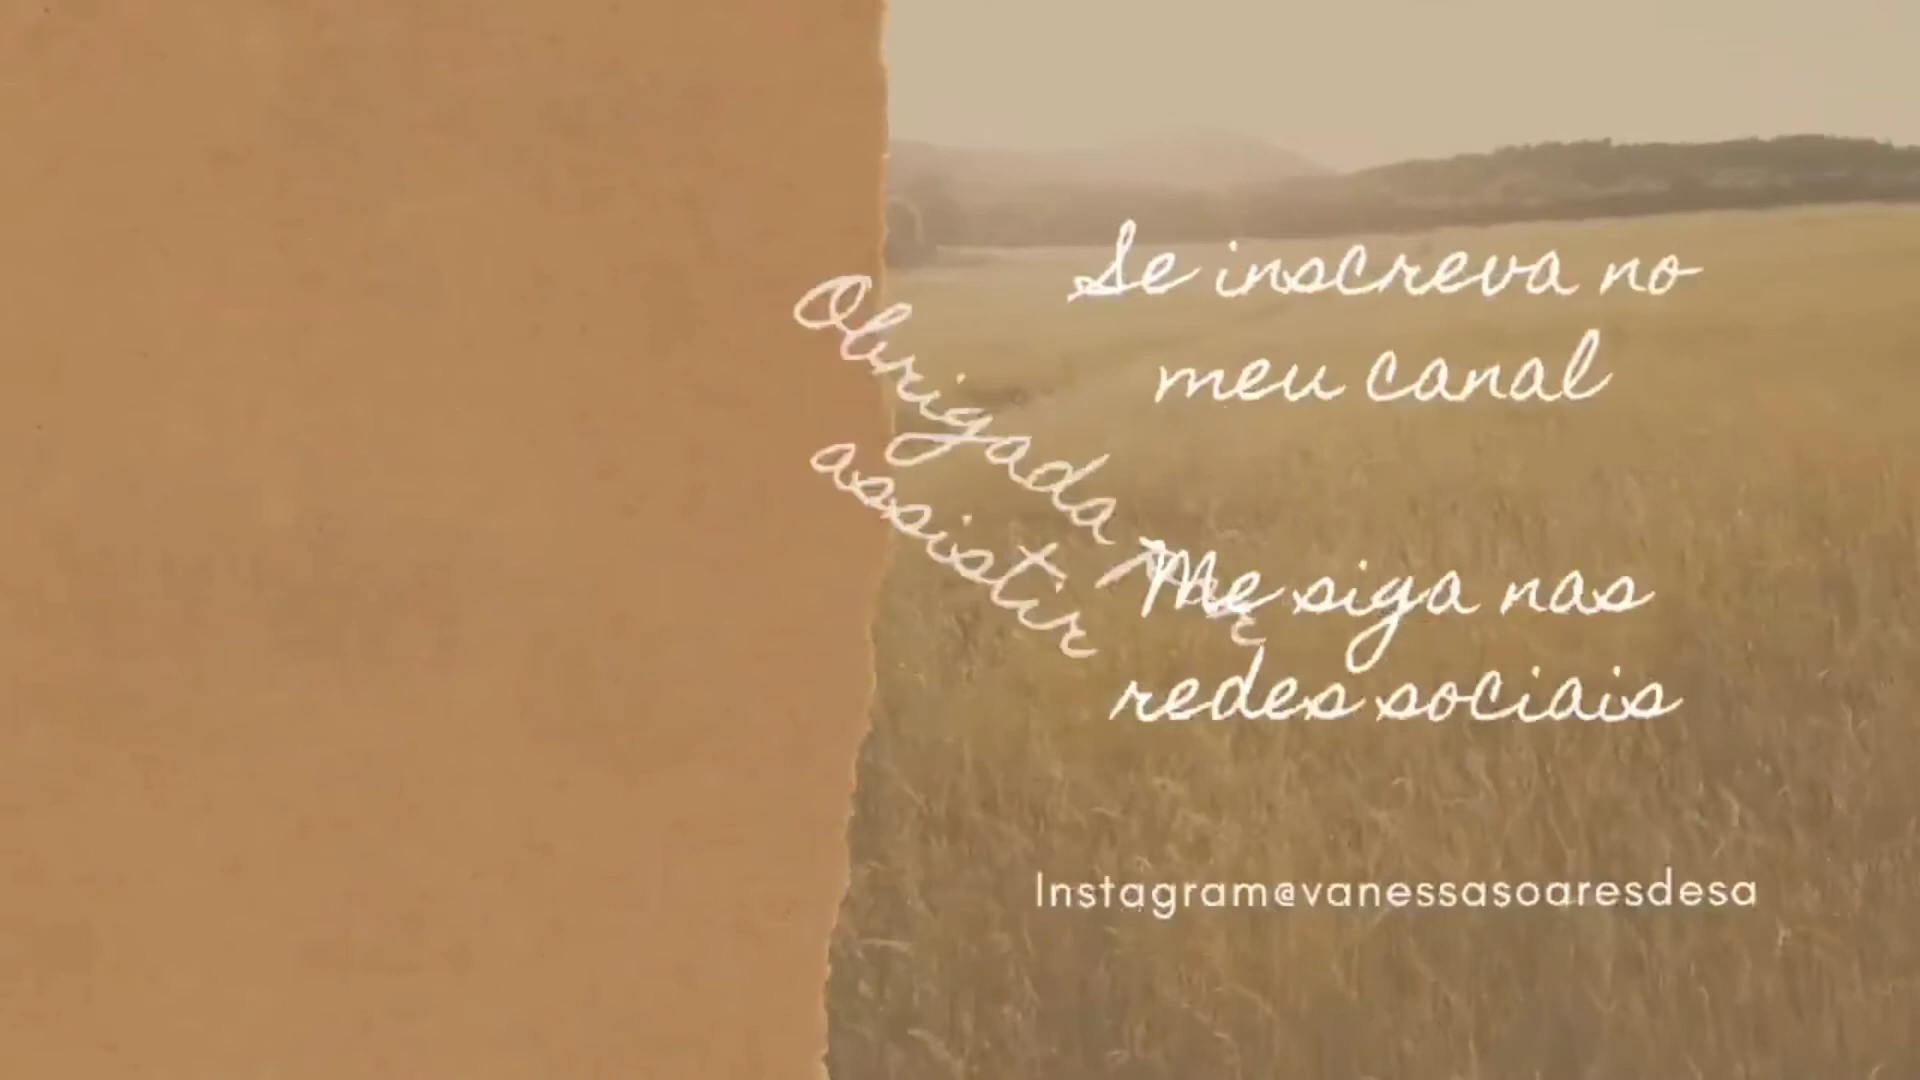 Se inscreva no
meu canal
Obrigada por
assistir
Me siga nas
redes sociais
Instagram@vanessasoaresdesa